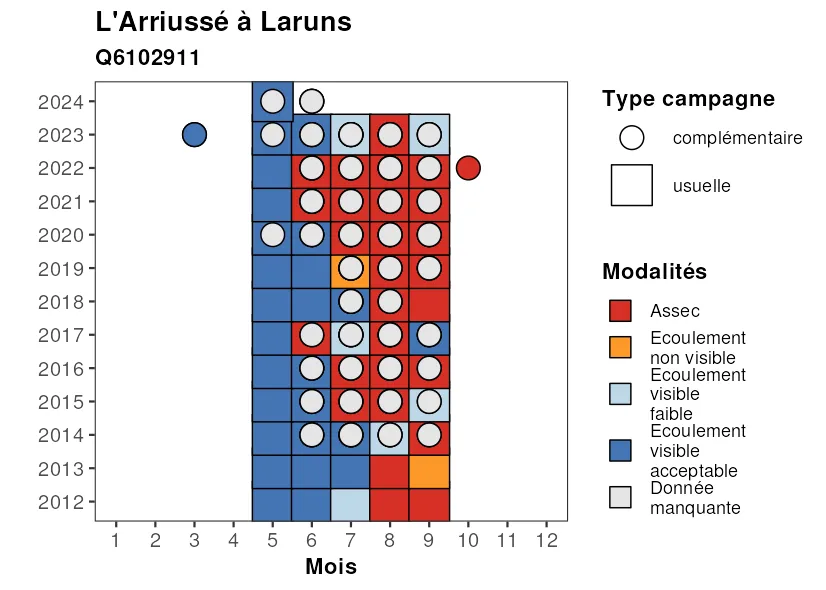 L'Arriussé à Laruns
Q6102911
2024
2023
2022
2021
2020
2019
2018
2017
2016
2015
2014
2013
2012
1 2 3 4 5 6 7 8 9 10 11 12
Mois
Type campagne
complémentaire
usuelle
Modalités
Assec
Ecoulement
non visible
Ecoulement
visible
faible
Ecoulement
visible
acceptable
Donnée
manquante